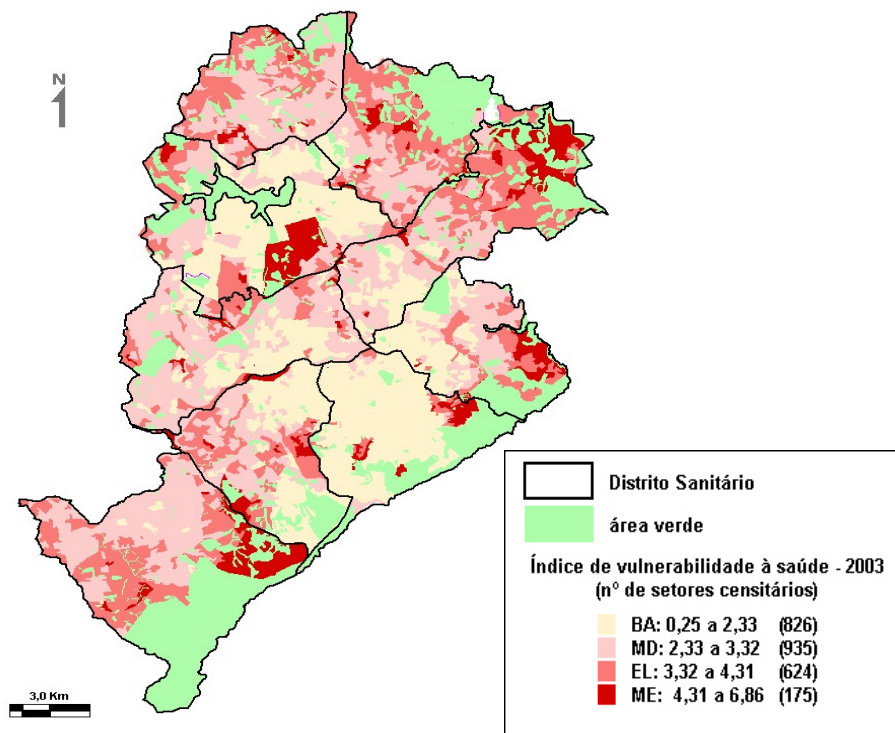 N
Distrito Sanitário
área verde
Índice de vulnerabilidade à saúde - 2003
(nº de setores censitários)
BA: 0,25 a 2,33 (826)
MD: 2,33 a 3,32 (935)
EL: 3,32 a 4,31 (624)
ME: 4,31 a 6,86 (175)
3,0 Km